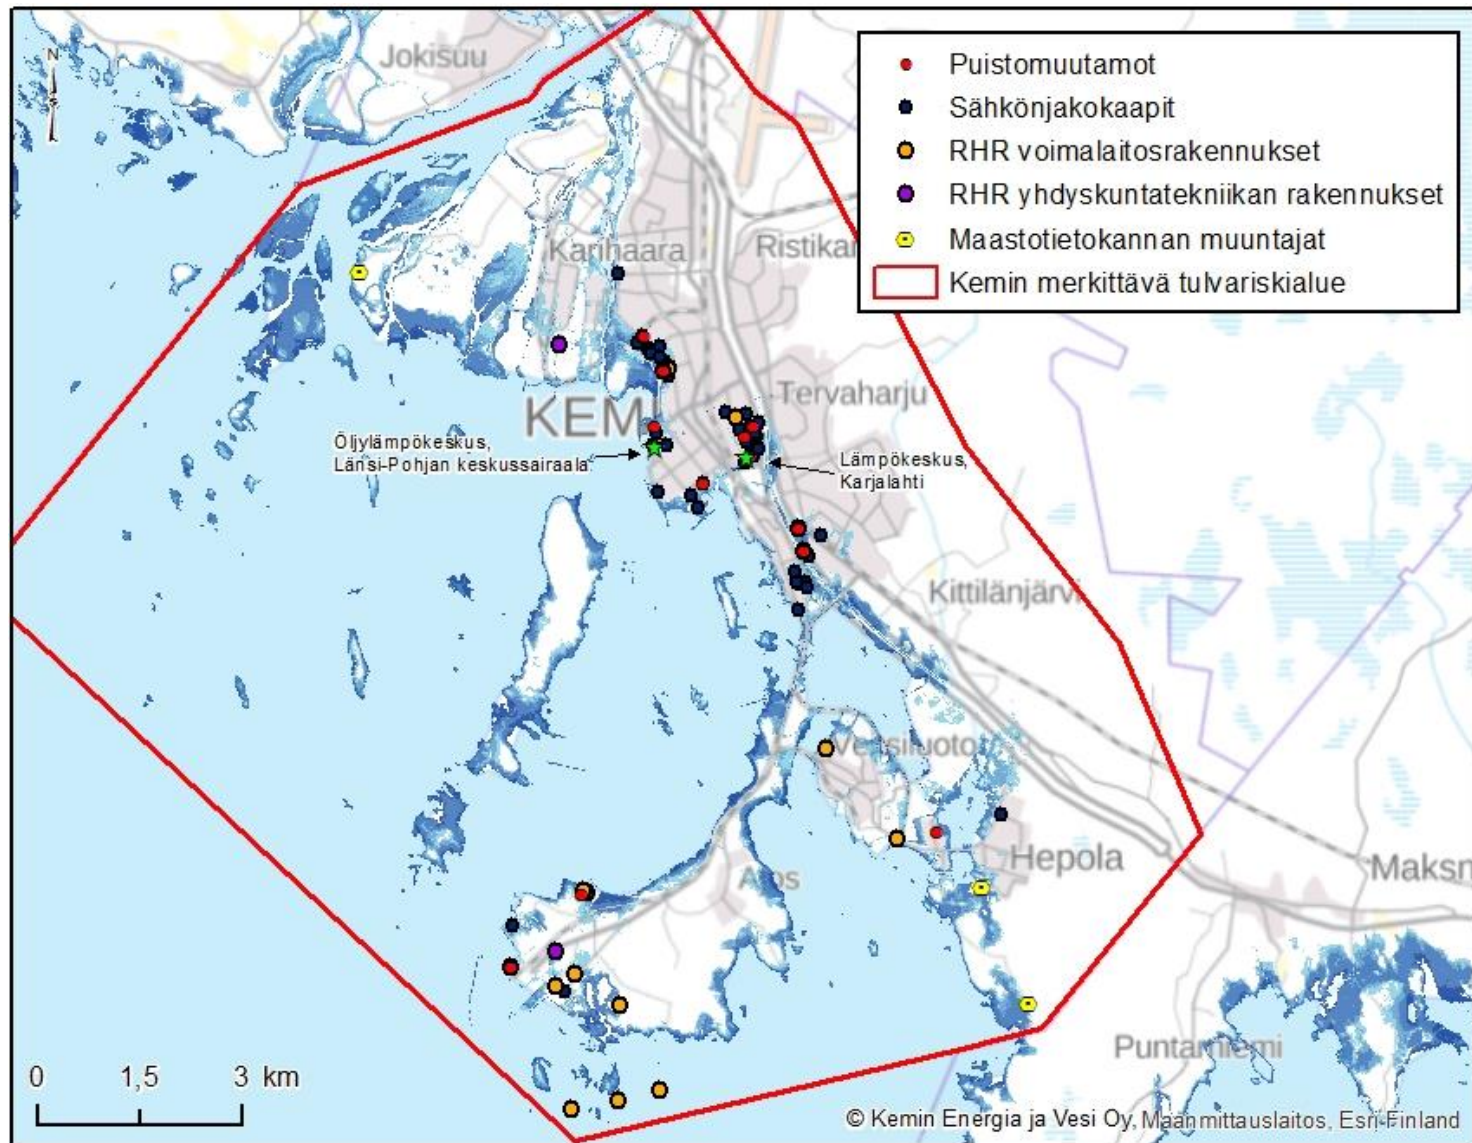 N
Jokisuu
Puistomuutamot
Sähkönjakokaapit
RHR voimalaitosrakennukset
RHR yhdyskuntatekniikan rakennukset
Maastotietokannan muuntajat
Kemin merkittävä tulvariskialue
Karihaara
Ristika
Tervaharju
KEMI
Öljylämpökeskus,
Länsi-Pohjan keskussairaala
Lämpökeskus,
Karjalahti
Kittilänjärvi
Veitsiluoto
Hepola
Ajos
Maksn
Puntarniemi
0 1,5 3 km
© Kemin Energia ja Vesi Oy, Maanmittauslaitos, Esri Finland